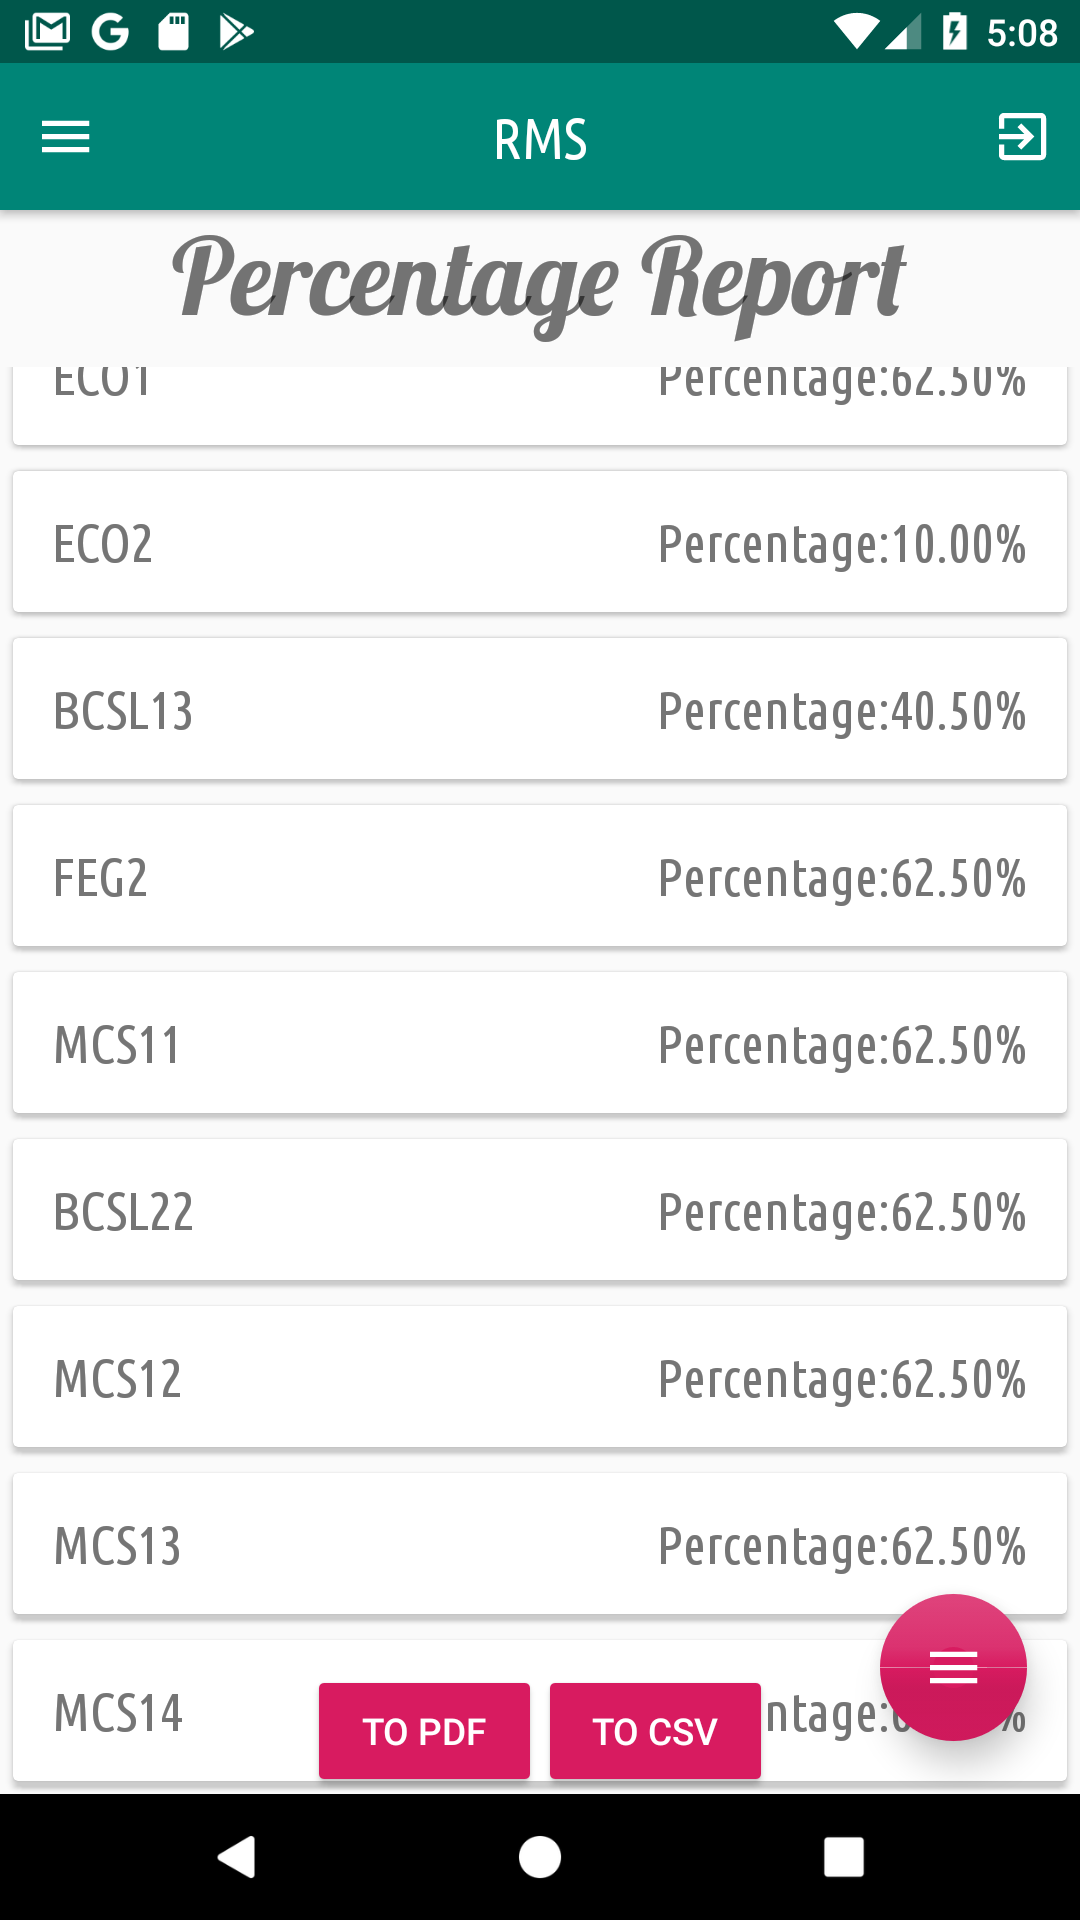 5:08
RMS
Percentage Report
ECO1 Percentage:62.50%
ECO2 Percentage:10.00%
BCSL13 Percentage:40.50%
FEG2 Percentage:62.50%
MCS11 Percentage:62.50%
BCSL22 Percentage:62.50%
MCS12 Percentage:62.50%
MCS13 Percentage:62.50%
MCS14
TO PDF TO CSV